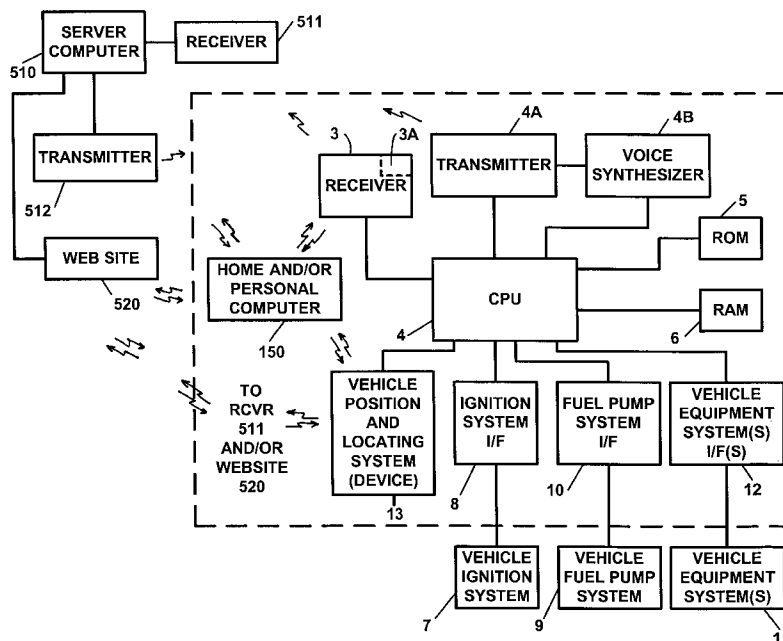 SERVER
COMPUTER
510
RECEIVER
511
TRANSMITTER
512
WEB SITE
520
3
3A
RECEIVER
4A
TRANSMITTER
4B
VOICE
SYNTHESIZER
5
ROM
HOME AND/OR
PERSONAL
COMPUTER
150
CPU
4
RAM
6
TO
RCVR
511
AND/OR
WEBSITE
520
VEHICLE
POSITION
AND
LOCATING
SYSTEM
(DEVICE)
13
IGNITION
SYSTEM
I/F
8
FUEL PUMP
SYSTEM
I/F
10
VEHICLE
EQUIPMENT
SYSTEM(S)
I/F(S)
12
VEHICLE
IGNITION
SYSTEM
7
VEHICLE
FUEL PUMP
SYSTEM
9
VEHICLE
EQUIPMENT
SYSTEM(S)